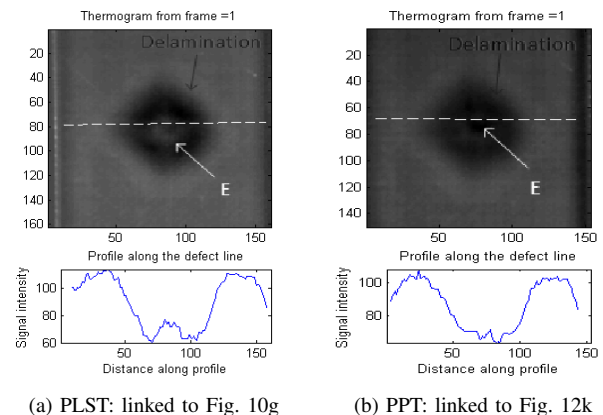 Thermogram from frame =1
Delamination
E
20
40
60
80
100
120
140
160
50
100
150
Profile along the defect line
Signal intensity
100
80
60
50
100
150
Distance along profile
(a) PLST: linked to Fig. 10g
Thermogram from frame =1
Delamination
E
0
20
40
60
80
100
120
140
50
100
150
Profile along the defect line
Signal intensity
100
80
50
100
150
Distance along profile
(b) PPT: linked to Fig. 12k